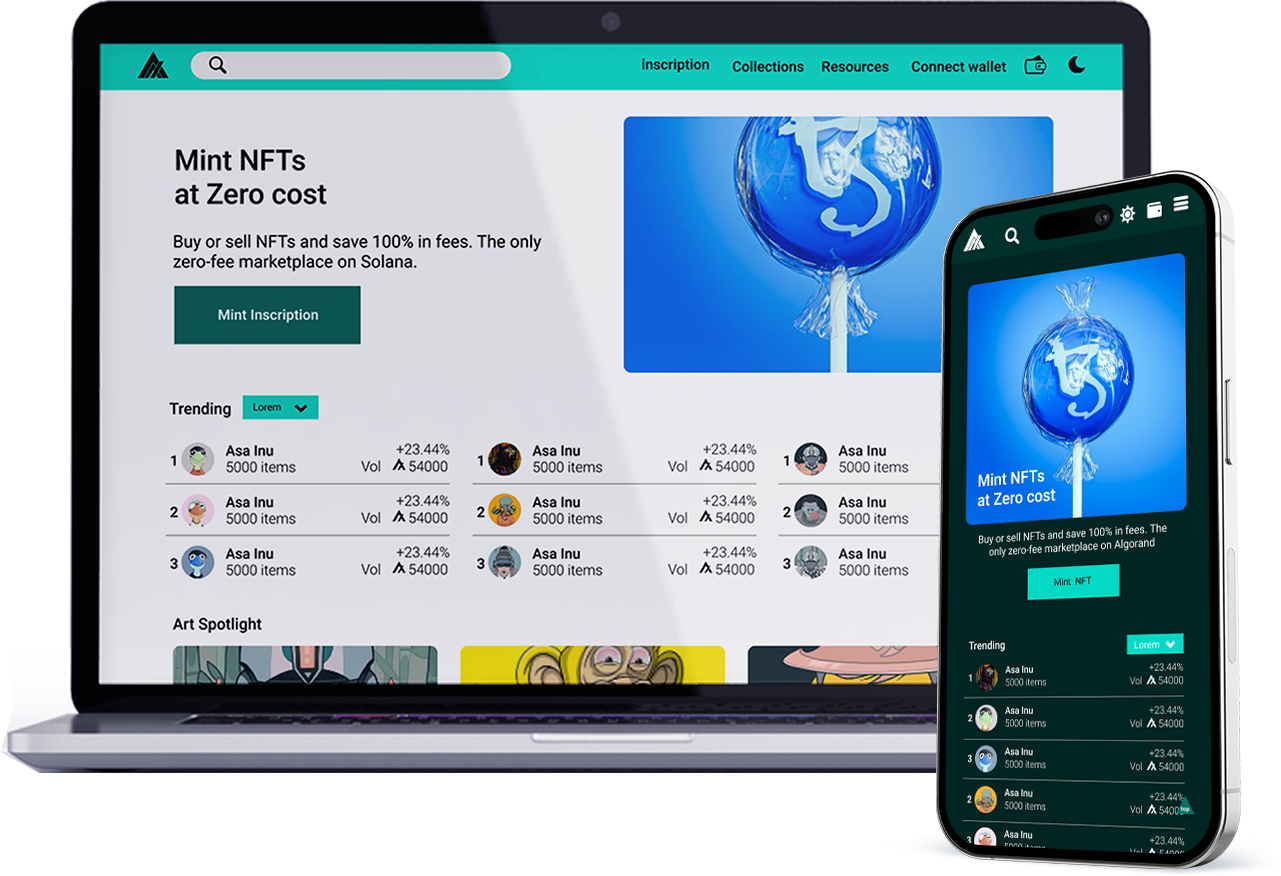 inscription Collections Resources Connect wallet
Mint NFTs
at Zero cost
Buy or sell NFTs and save 100% in fees. The only
zero-fee marketplace on Solana.
Mint Inscription
Trending Lorem
1 Asa Inu +23.44%
5000 items Vol 54000
1 Asa Inu +23.44%
5000 items Vol 54000
1 Asa Inu
5000 items
2 Asa Inu +23.44%
5000 items Vol 54000
2 Asa Inu +23.44%
5000 items Vol 54000
2 Asa Inu
5000 items
3 Asa Inu +23.44%
5000 items Vol 54000
3 Asa Inu +23.44%
5000 items Vol 54000
3 Asa Inu
5000 items
Art Spotlight
Mint NFTs
at Zero cost
Buy or sell NFTs and save 100% in fees. The
only zero-fee marketplace on Algorand
Mint NFT
Trending Lorem
1 Asa Inu +23.44%
5000 items Vol 54000
2 Asa Inu +23.44%
5000 items Vol 54000
3 Asa Inu +23.44%
5000 items Vol 54000
2 Asa Inu +23.44%
5000 items Vol 5400
top
3 Asa Inu +23.44%
5000 items Vol 54000